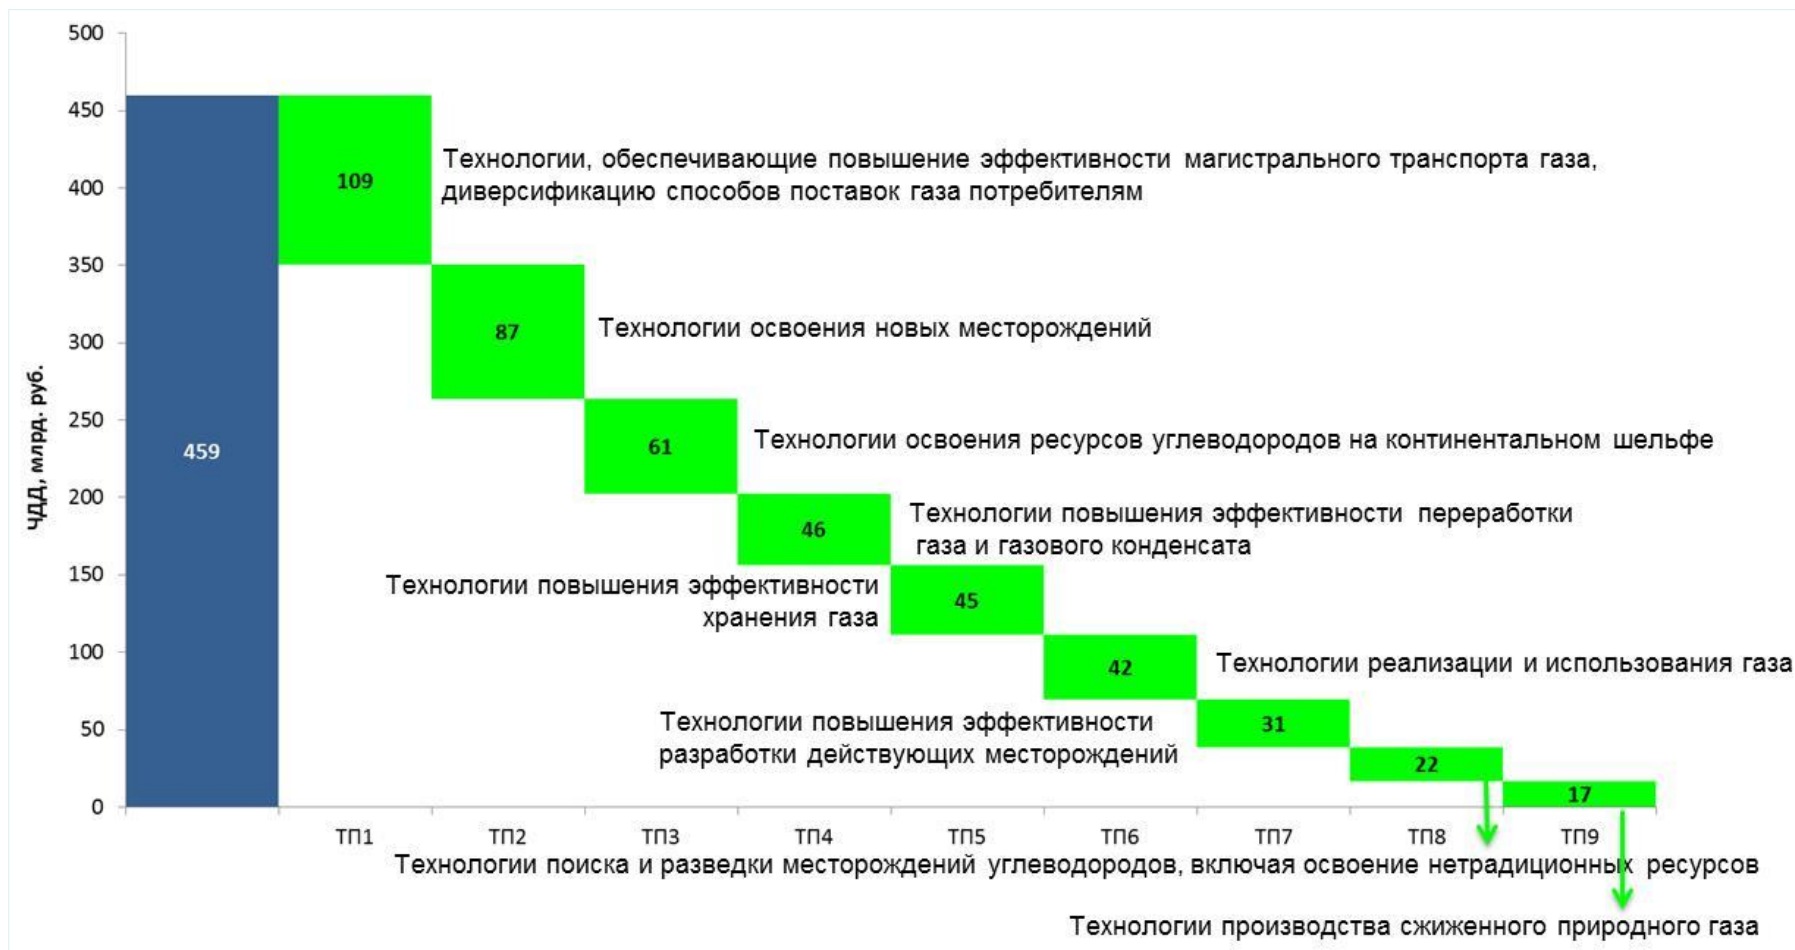 500
450
400
350
300
250
200
150
100
50
0
ЧДД, млрд. руб.
459
109
Технологии, обеспечивающие повышение эффективности магистрального транспорта газа,
диверсификацию способов поставок газа потребителям
87
Технологии освоения новых месторождений
61
Технологии освоения ресурсов углеводородов на континентальном шельфе
46
Технологии повышения эффективности переработки
газа и газового конденсата
Технологии повышения эффективности
хранения газа
45
42
Технологии реализации и использования газа
Технологии повышения эффективности
разработки действующих месторождений
31
22
17
ТП1 ТП2 ТП3 ТП4 ТП5 ТП6 ТП7 ТП8 ТП9
Технологии поиска и разведки месторождений углеводородов, включая освоение нетрадиционных ресурсов
Технологии производства сжиженного природного газа